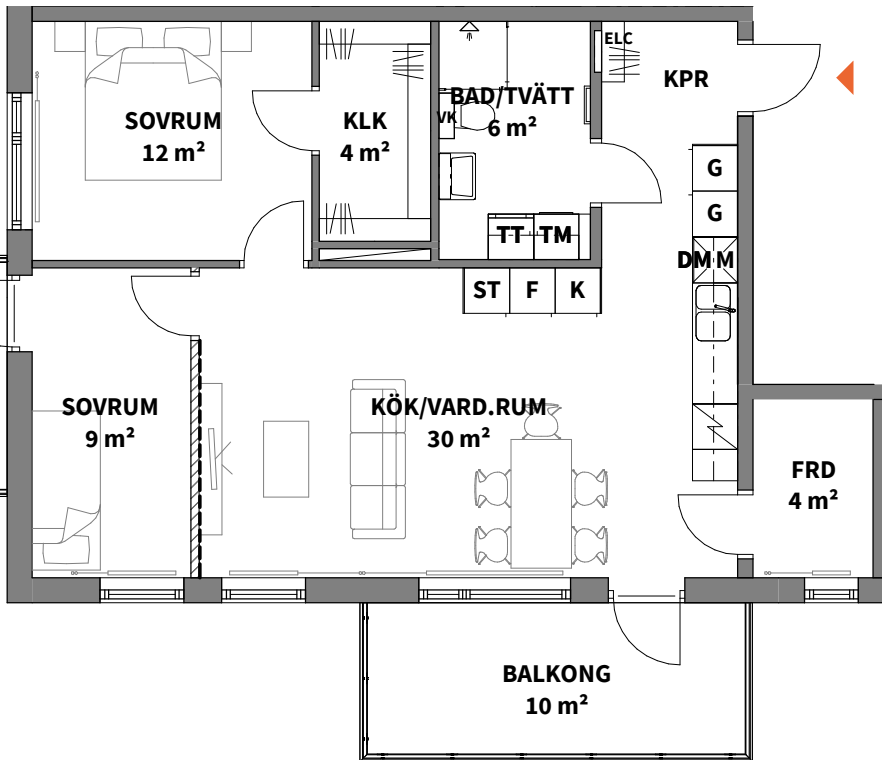 ELC
KPR
SOVRUM
12 m²
KLK
4 m²
BAD/TVÄTT
6 m²
VK
G
G
TT
TM
DM M
ST
F
K
SOVRUM
9 m²
KÖK/VARD.RUM
30 m²
FRD
4 m²
BALKONG
10 m²